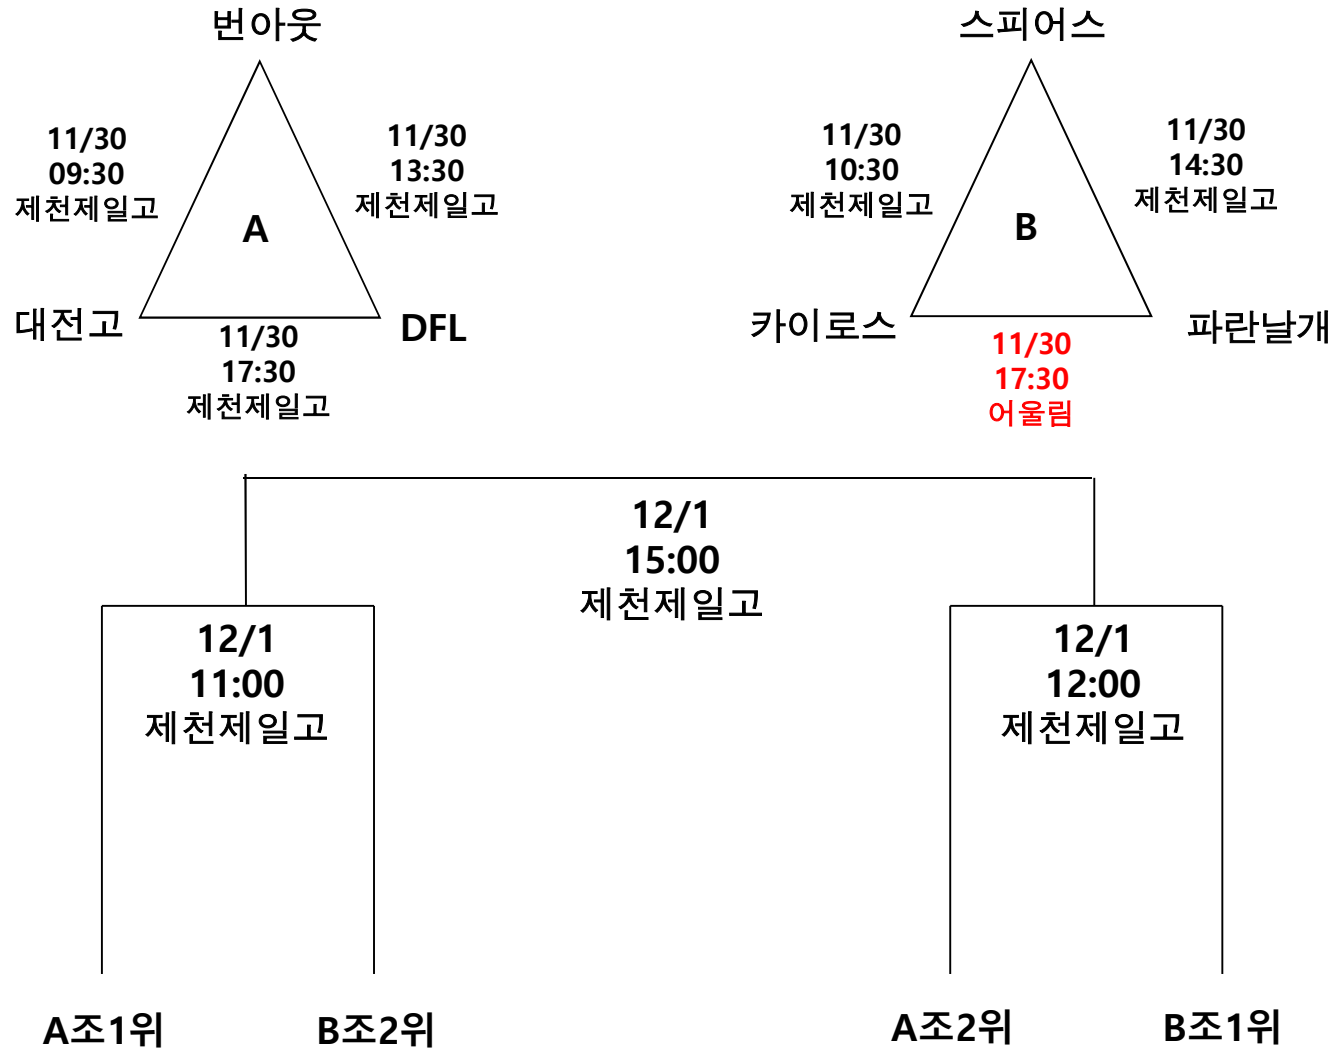 번아웃
11/30
09:30
제천제일고
11/30
13:30
제천제일고
A
대전고
DFL
11/30
17:30
제천제일고
스피어스
11/30
10:30
제천제일고
11/30
14:30
제천제일고
B
카이로스
파란날개
11/30
17:30
어울림
12/1
15:00
제천제일고
12/1
11:00
제천제일고
12/1
12:00
제천제일고
A조1위
B조2위
A조2위
B조1위